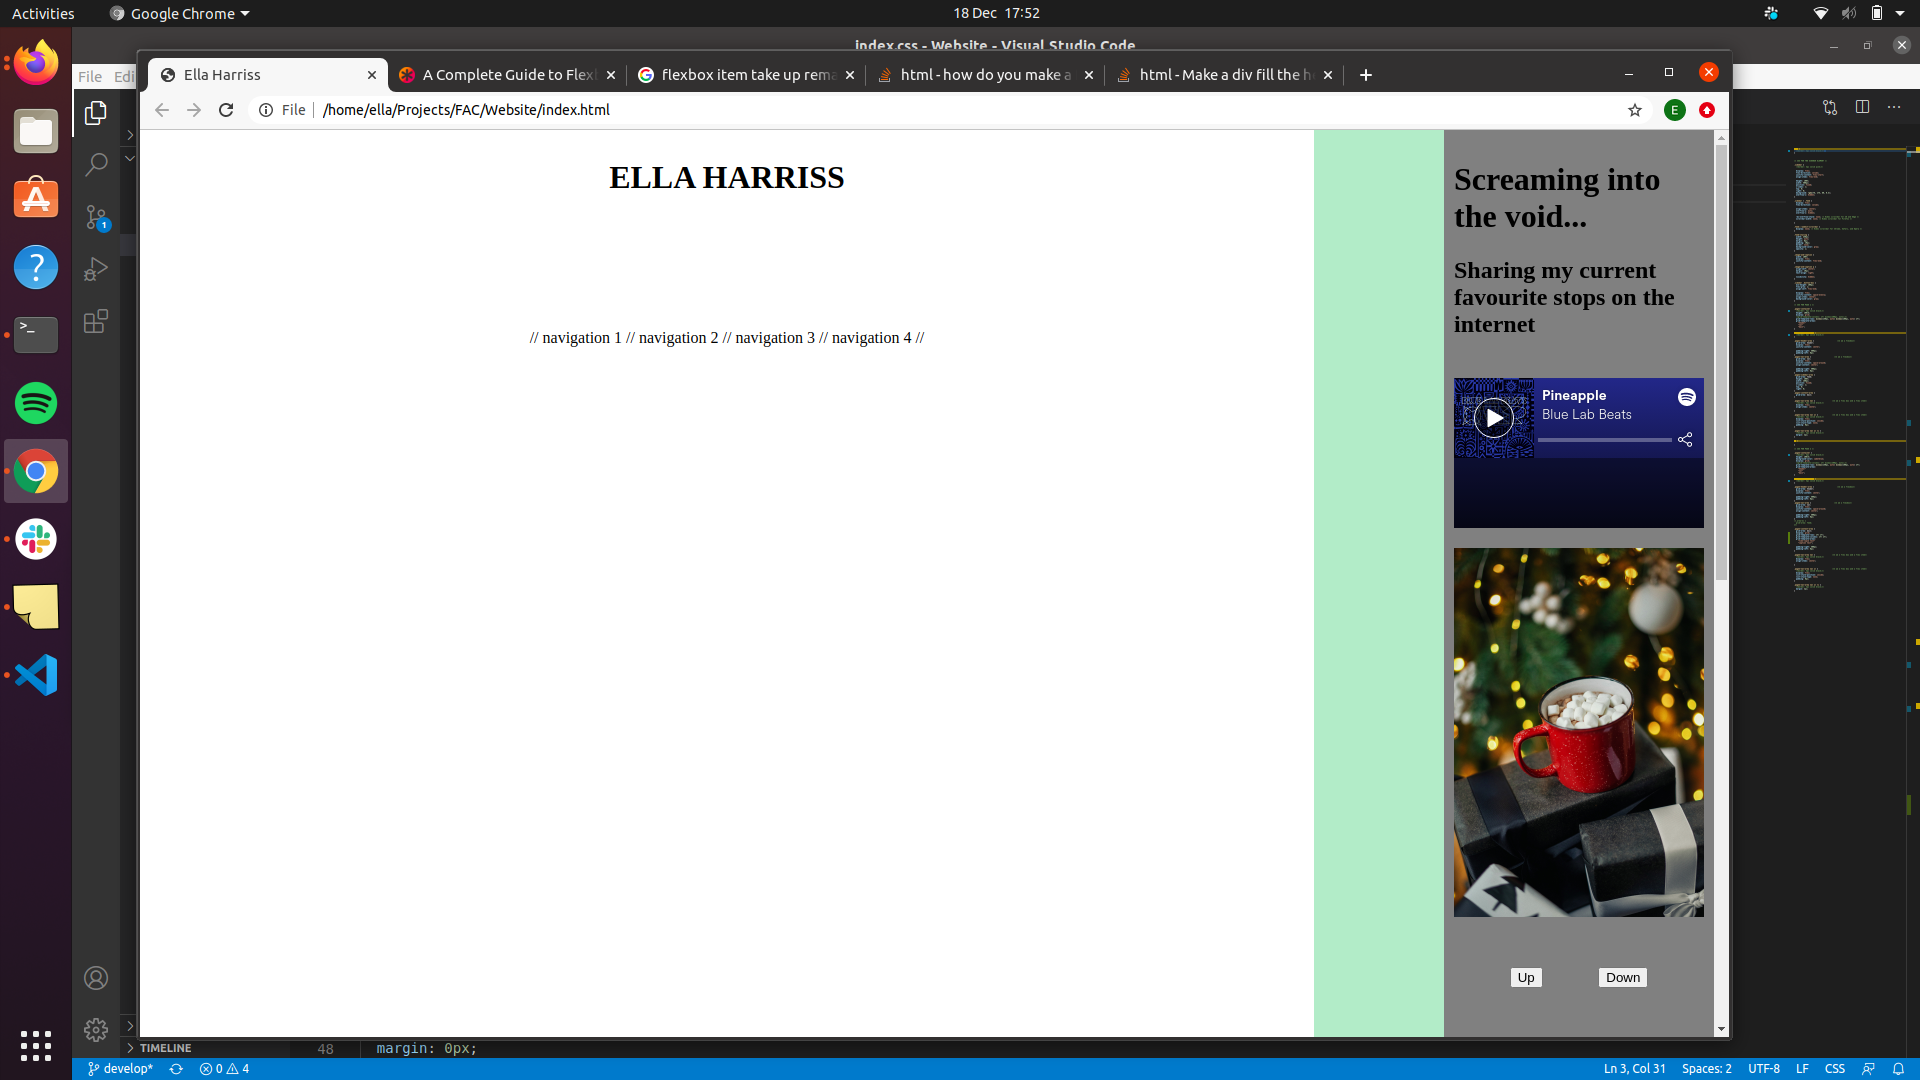 Activities
Google Chrome
18 Dec 17:52
index.css - Website - Visual Studio Code
File Edi
Ella Harriss
A Complete Guide to Flex
flexbox item take up rema
html - how do you make a
html - Make a div fill the he
File
/home/ella/Projects/FAC/Website/index.html
E
ELLA HARRISS
// navigation 1 // navigation 2 // navigation 3 // navigation 4 //
Screaming into
the void...
Sharing my current
favourite stops on the
internet
Pineapple
Blue Lab Beats
Up
Down
1
TIMELINE
48
margin: 0px;
develop*
0
4
Ln 3, Col 31
Spaces: 2
UTF-8
LF
CSS